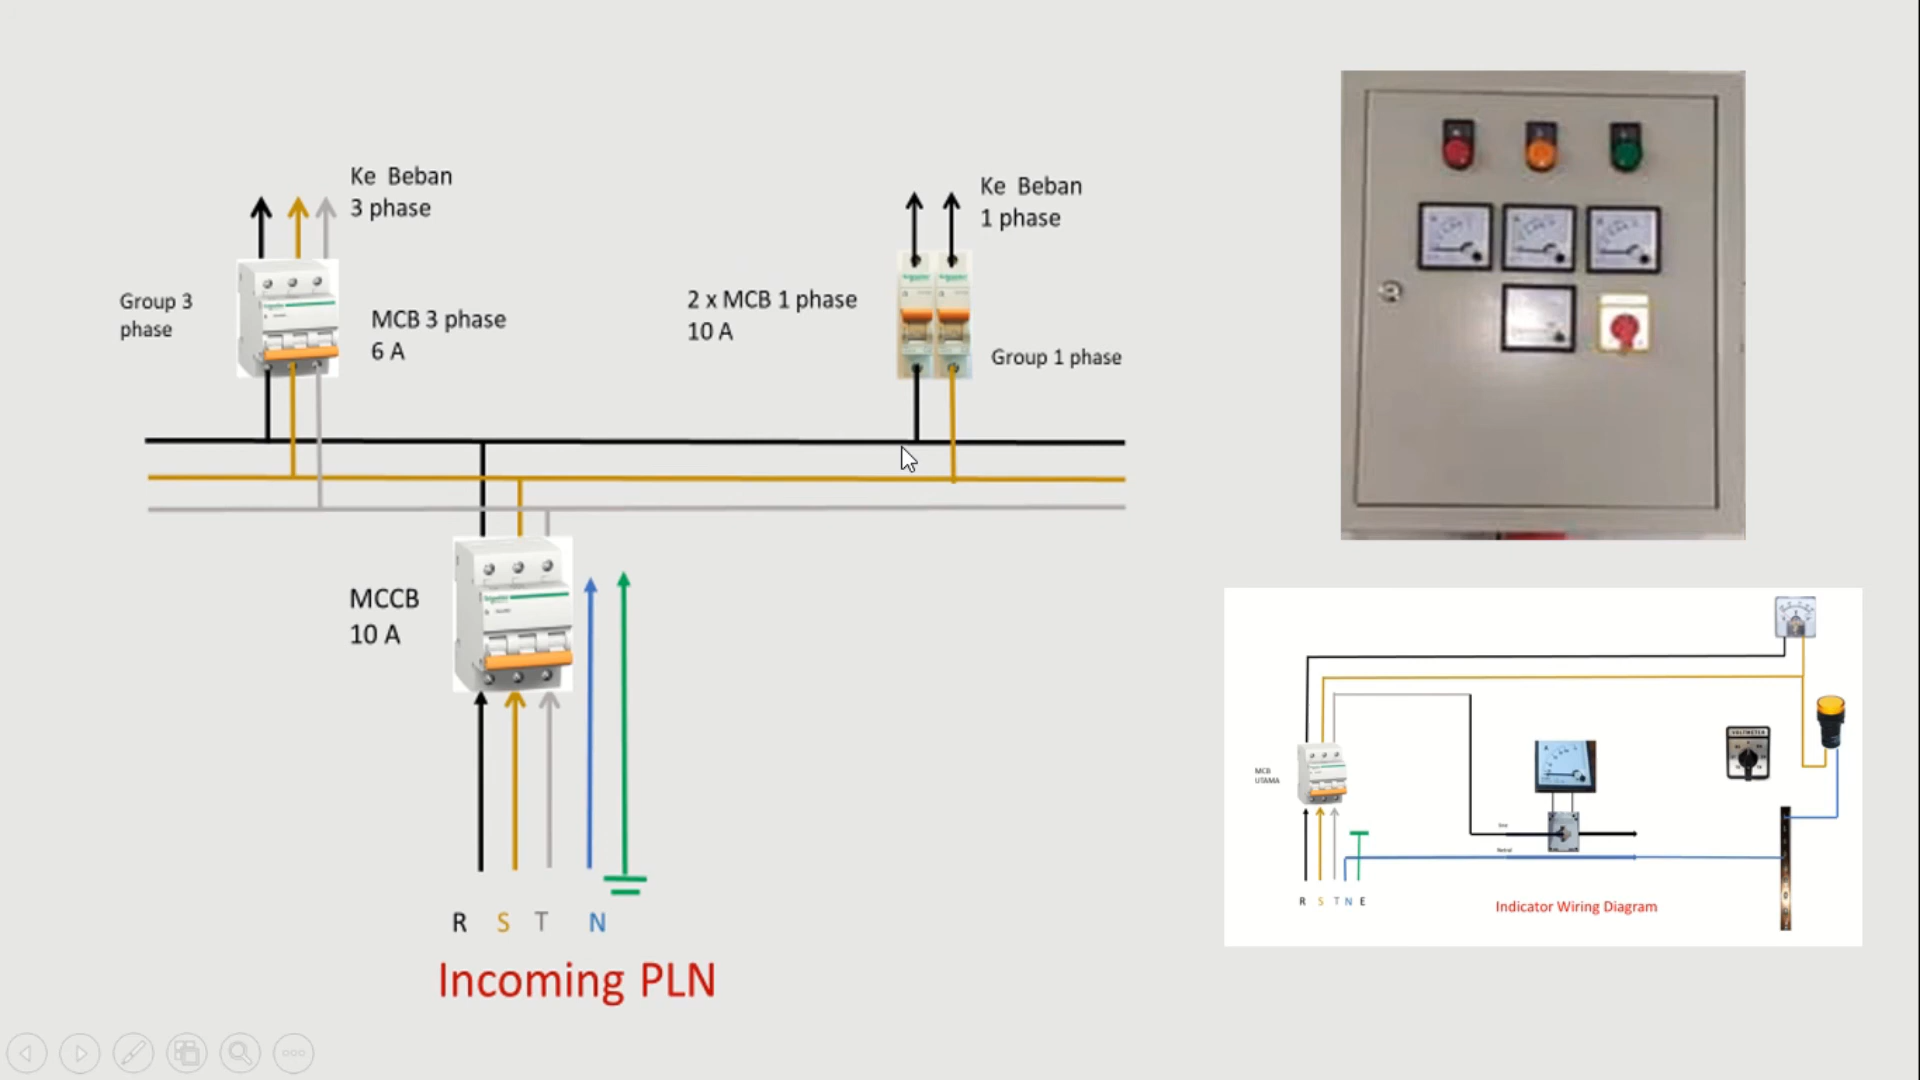 Ke Beban
3 phase
Group 3
phase
MCB 3 phase
6 A
Ke Beban
1 phase
2 x MCB 1 phase
10 A
Group 1 phase
MCCB
10 A
R S T N
Incoming PLN
VOLTMETER
MCB
UTAMA
R S T N E
Indicator Wiring Diagram